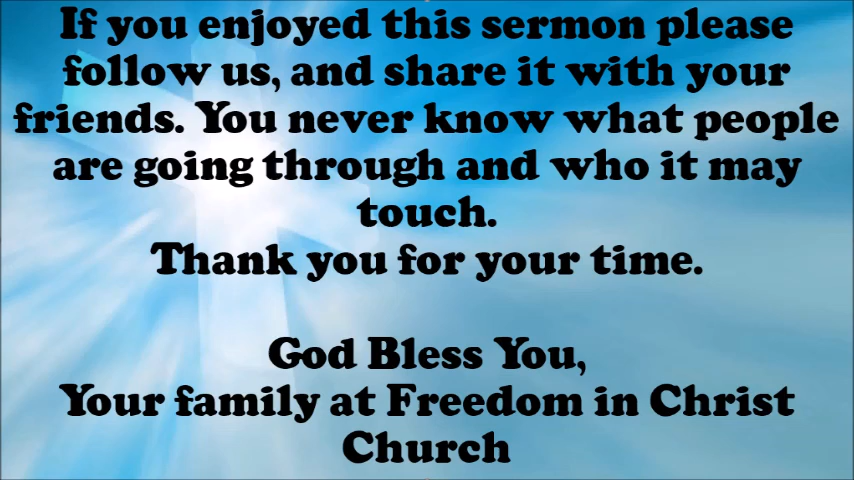 If you enjoyed this sermon please
follow us, and share it with your
friends. You never know what people
are going through and who it may
touch.
Thank you for your time.
God Bless You,
Your family at Freedom in Christ
Church